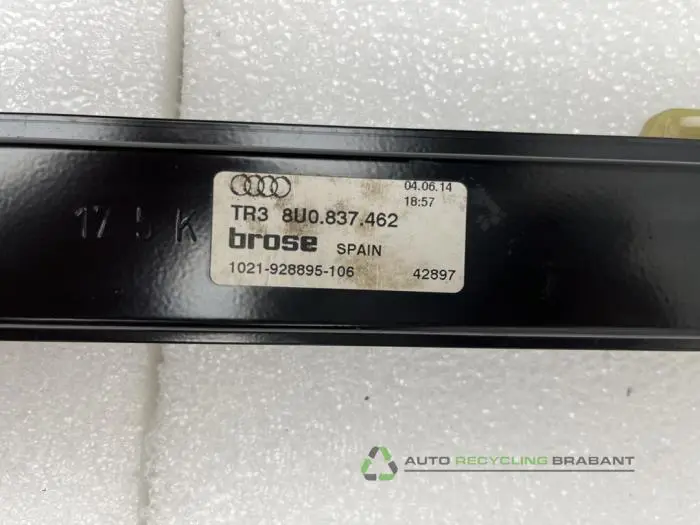 04.06.14
18:57
TR3 8U0.837.462
brose SPAIN
1021-928895-106 42897
AUTO RECYCLING BRABANT